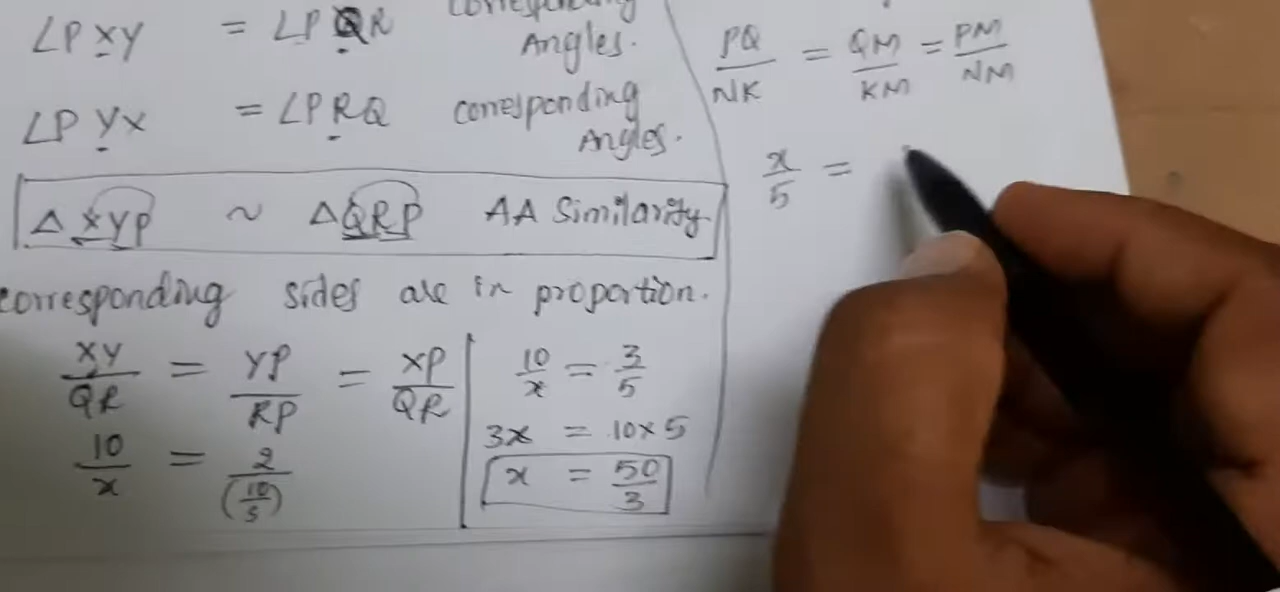 corresponding
∠PXY = ∠PQR Angles.
∠PYX = ∠PRQ corresponding
Angles.
ΔXYP ~ ΔQRP AA Similarity
corresponding sides are in proportion.
XY/QR = YP/RP = XP/QR
10/x = 2/(10/5)
10/x = 3/5
3x = 10×5
x = 50/3
PQ/NK = QM/KM = PM/NM
x/5 =